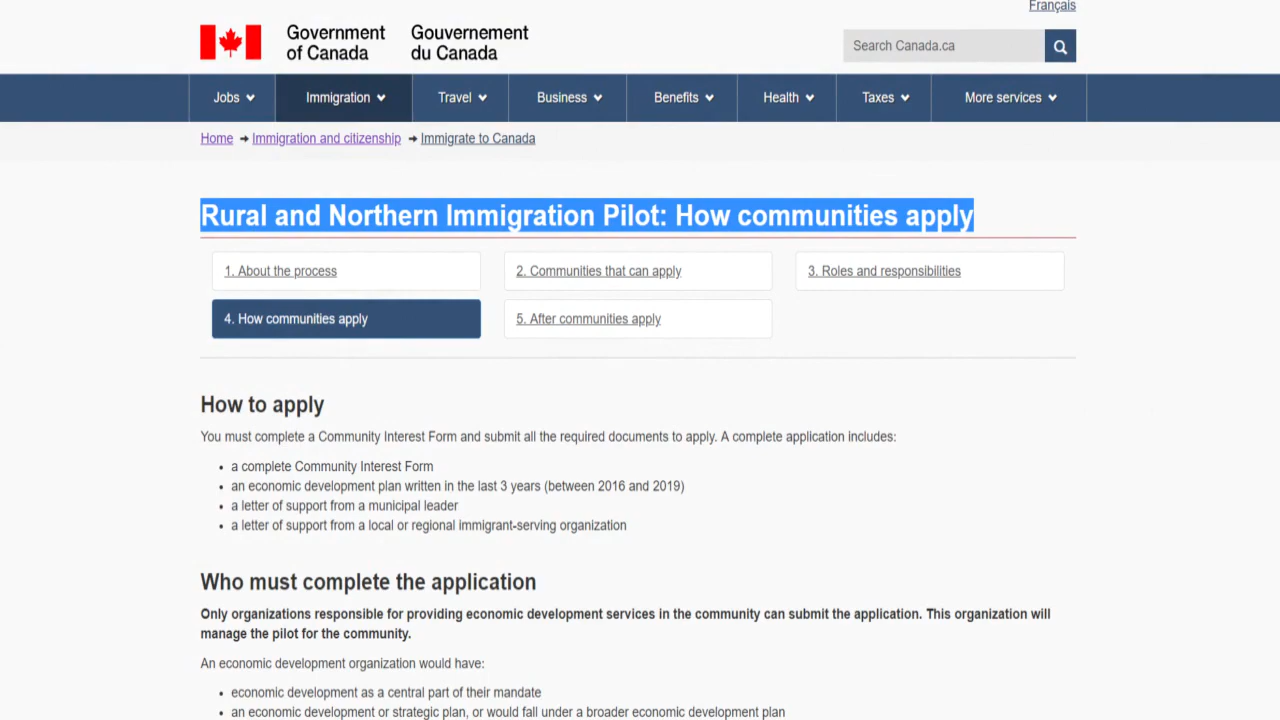 Français
Government of Canada
Gouvernement du Canada
Search Canada.ca
Jobs Immigration Travel Business Benefits Health Taxes More services
Home → Immigration and citizenship → Immigrate to Canada
Rural and Northern Immigration Pilot: How communities apply
1. About the process
2. Communities that can apply
3. Roles and responsibilities
4. How communities apply
5. After communities apply
How to apply
You must complete a Community Interest Form and submit all the required documents to apply. A complete application includes:
• a complete Community Interest Form
• an economic development plan written in the last 3 years (between 2016 and 2019)
• a letter of support from a municipal leader
• a letter of support from a local or regional immigrant-serving organization
Who must complete the application
Only organizations responsible for providing economic development services in the community can submit the application. This organization will
manage the pilot for the community.
An economic development organization would have:
• economic development as a central part of their mandate
• an economic development or strategic plan, or would fall under a broader economic development plan